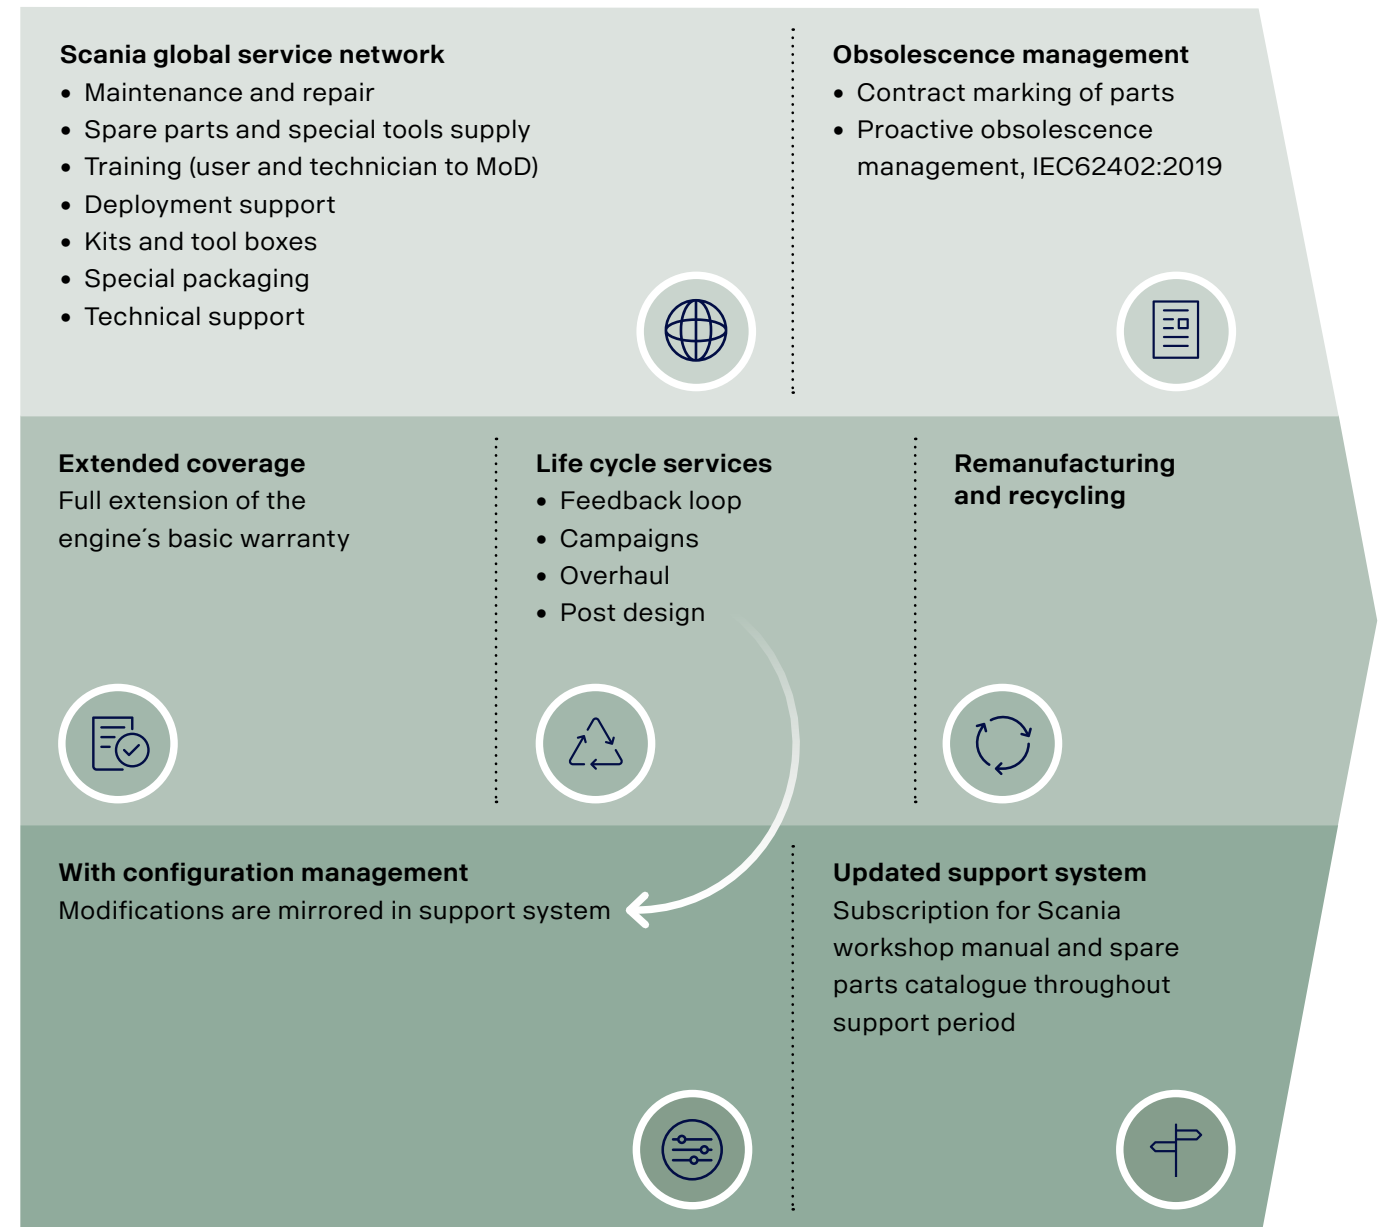 Scania global service network
• Maintenance and repair
• Spare parts and special tools supply
• Training (user and technician to MoD)
• Deployment support
• Kits and tool boxes
• Special packaging
• Technical support
Obsolescence management
• Contract marking of parts
• Proactive obsolescence
management, IEC62402:2019
Extended coverage
Full extension of the
engine´s basic warranty
Life cycle services
• Feedback loop
• Campaigns
• Overhaul
• Post design
Remanufacturing
and recycling
With configuration management
Modifications are mirrored in support system
Updated support system
Subscription for Scania
workshop manual and spare
parts catalogue throughout
support period